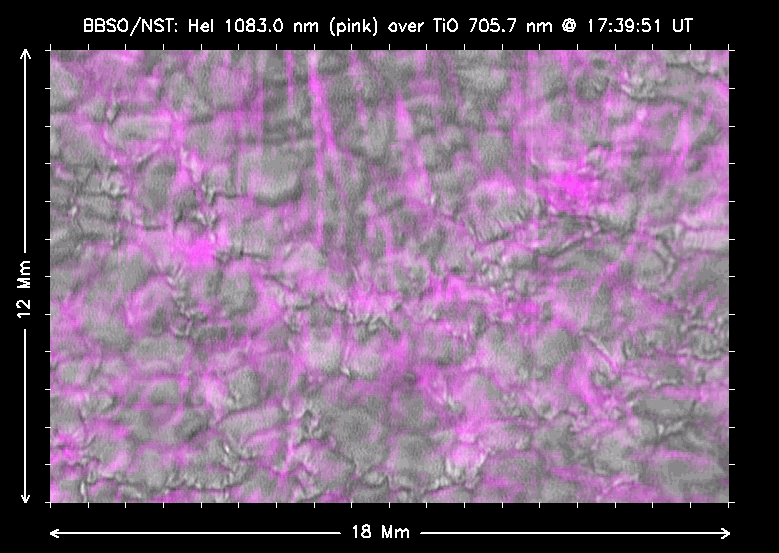 BBSO/NST: HeI 1083.0 nm (pink) over TiO 705.7 nm @ 17:39:51 UT
12 Mm
18 Mm